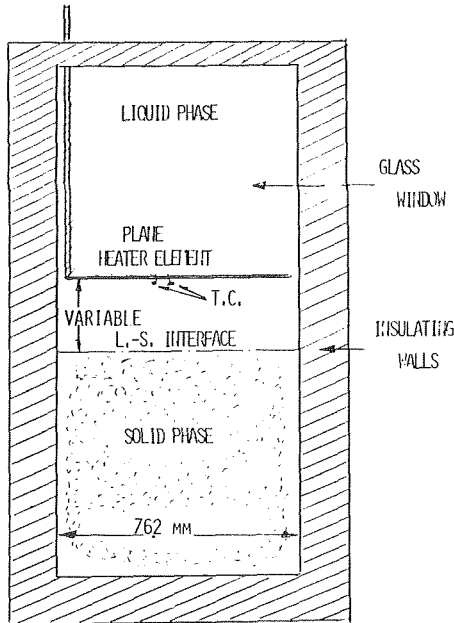 LIQUID PHASE
GLASS
WINDOW
PLANE
HEATER ELEMENT
T.C.
VARIABLE
L.-S. INTERFACE
INSULATING
WALLS
SOLID PHASE
762 MM